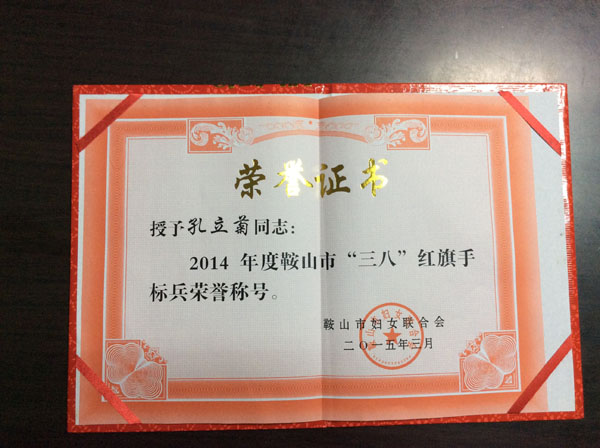 荣誉证书
授予孔立菊同志：
2014 年度鞍山市“三八”红旗手
标兵荣誉称号。
鞍山市妇女联合会
二〇一五年三月